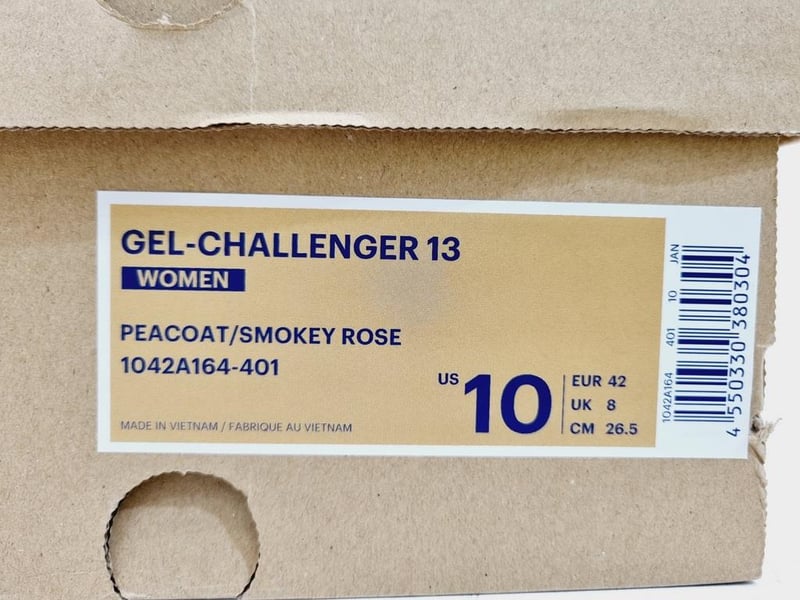 GEL-CHALLENGER 13
WOMEN
PEACOAT/SMOKEY ROSE
1042A164-401
MADE IN VIETNAM / FABRIQUE AU VIETNAM
US 10
EUR 42
UK 8
CM 26.5
1042A164 401 10 JAN
4 550330 380304